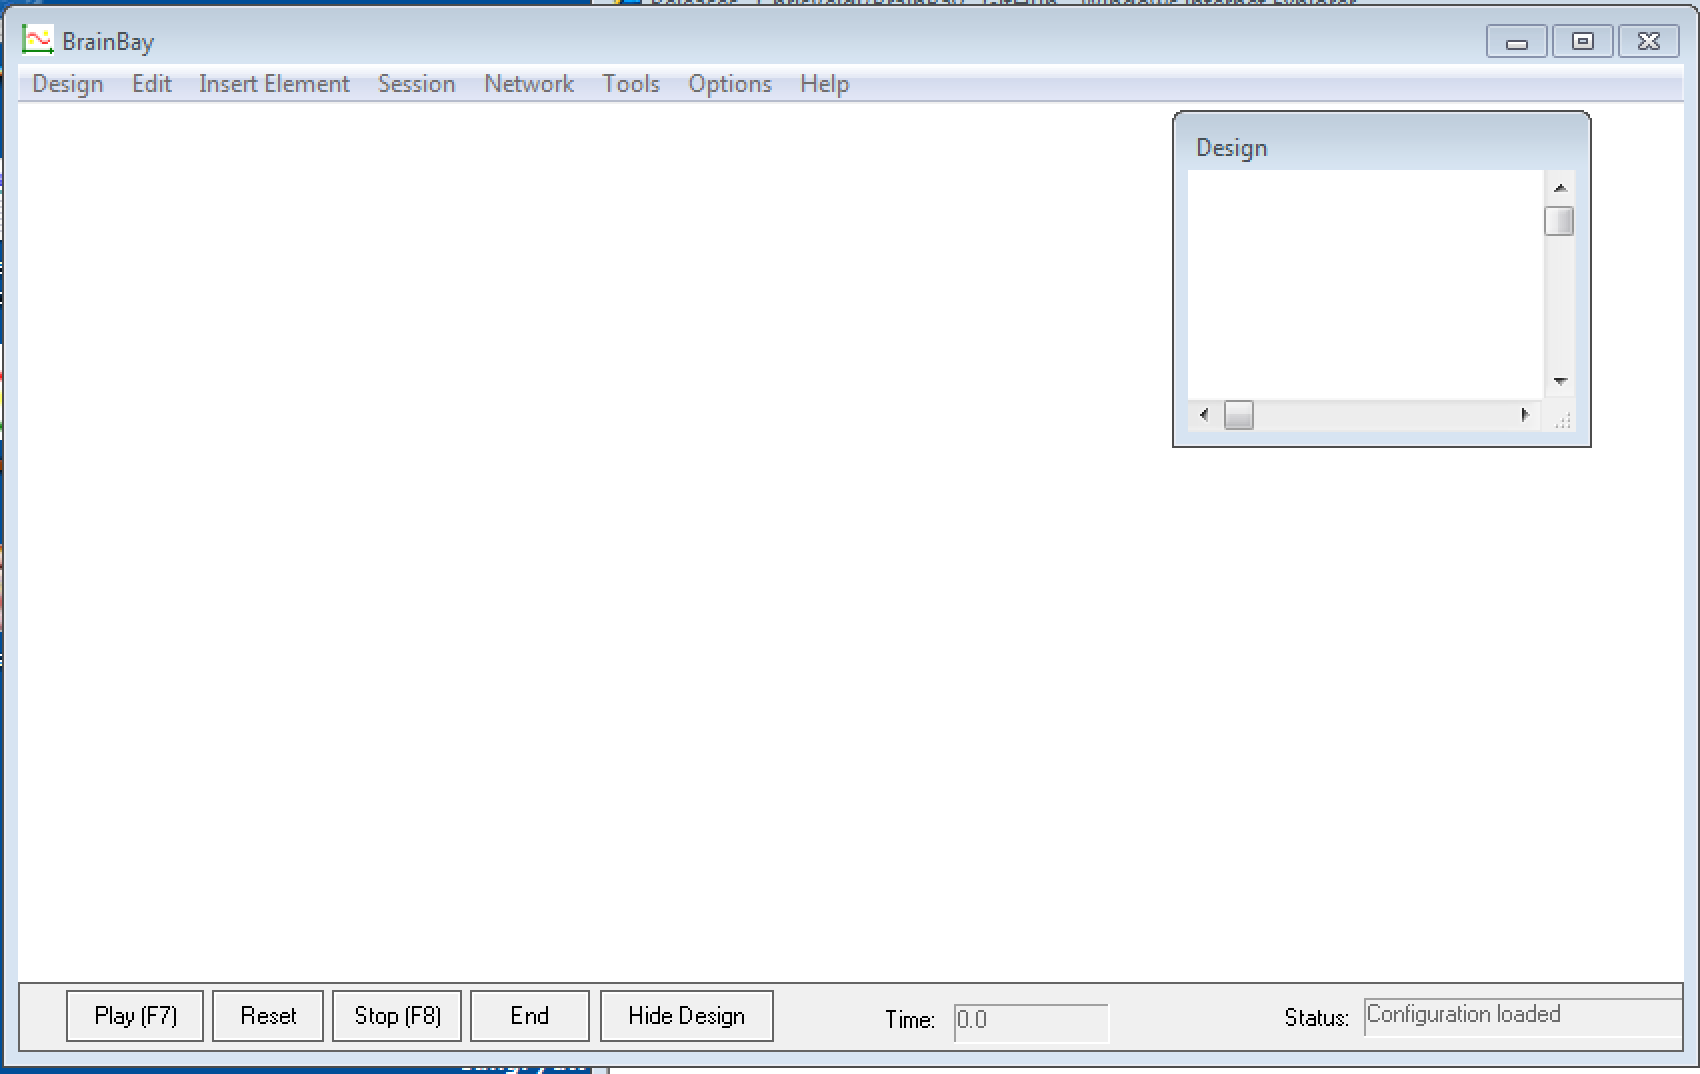 BrainBay
Design Edit Insert Element Session Network Tools Options Help
Design
Play (F7) Reset Stop (F8) End Hide Design Time: 0.0 Status: Configuration loaded